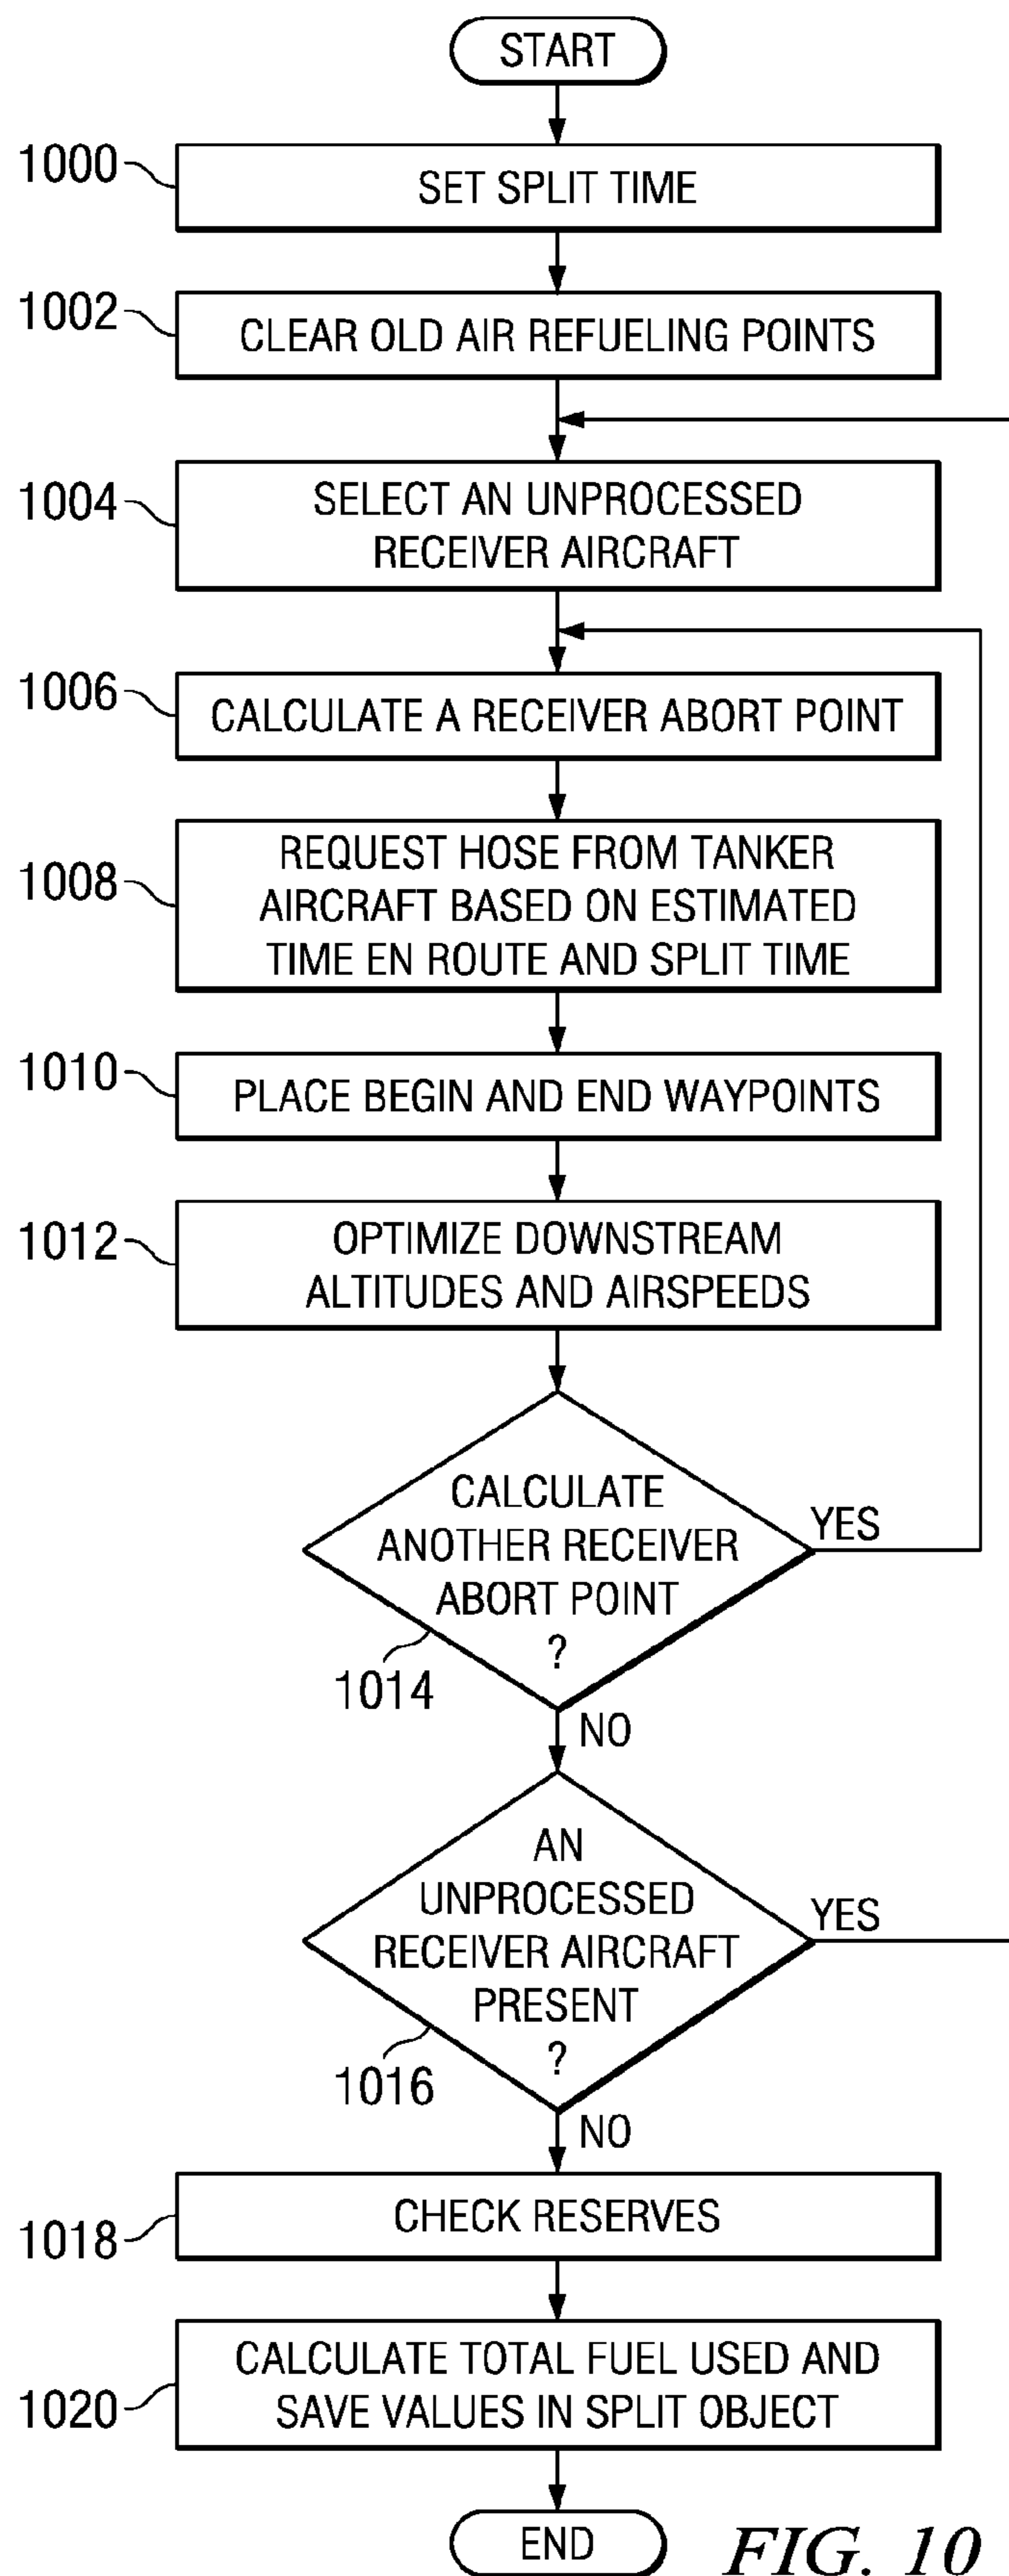 START
1000
SET SPLIT TIME
1002
CLEAR OLD AIR REFUELING POINTS
1004
SELECT AN UNPROCESSED
RECEIVER AIRCRAFT
1006
CALCULATE A RECEIVER ABORT POINT
1008
REQUEST HOSE FROM TANKER
AIRCRAFT BASED ON ESTIMATED
TIME EN ROUTE AND SPLIT TIME
1010
PLACE BEGIN AND END WAYPOINTS
1012
OPTIMIZE DOWNSTREAM
ALTITUDES AND AIRSPEEDS
CALCULATE
ANOTHER RECEIVER
ABORT POINT
?
YES
1014
NO
AN
UNPROCESSED
RECEIVER AIRCRAFT
PRESENT
?
YES
1016
NO
1018
CHECK RESERVES
1020
CALCULATE TOTAL FUEL USED AND
SAVE VALUES IN SPLIT OBJECT
END
FIG. 10